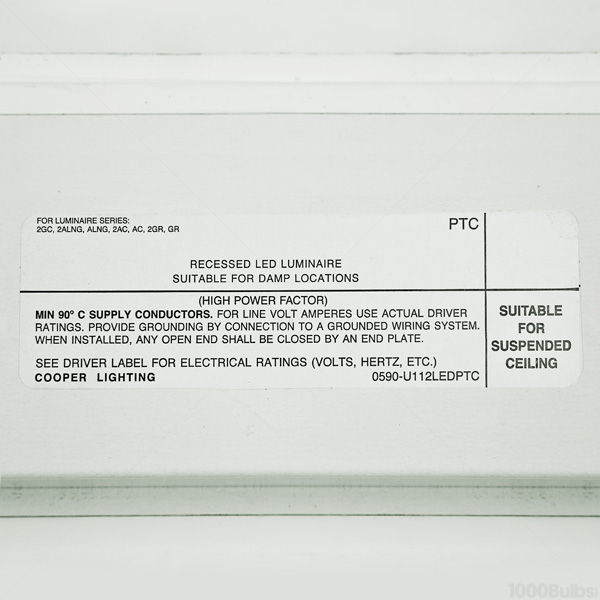 FOR LUMINAIRE SERIES:
2GC, 2ALNG, ALNG, 2AC, AC, 2GR, GR
PTC
RECESSED LED LUMINAIRE
SUITABLE FOR DAMP LOCATIONS
(HIGH POWER FACTOR)
MIN 90° C SUPPLY CONDUCTORS. FOR LINE VOLT AMPERES USE ACTUAL DRIVER
RATINGS. PROVIDE GROUNDING BY CONNECTION TO A GROUNDED WIRING SYSTEM.
WHEN INSTALLED, ANY OPEN END SHALL BE CLOSED BY AN END PLATE.
SEE DRIVER LABEL FOR ELECTRICAL RATINGS (VOLTS, HERTZ, ETC.)
COOPER LIGHTING 0590-U112LEDPTC
SUITABLE
FOR
SUSPENDED
CEILING
1000Bulbs